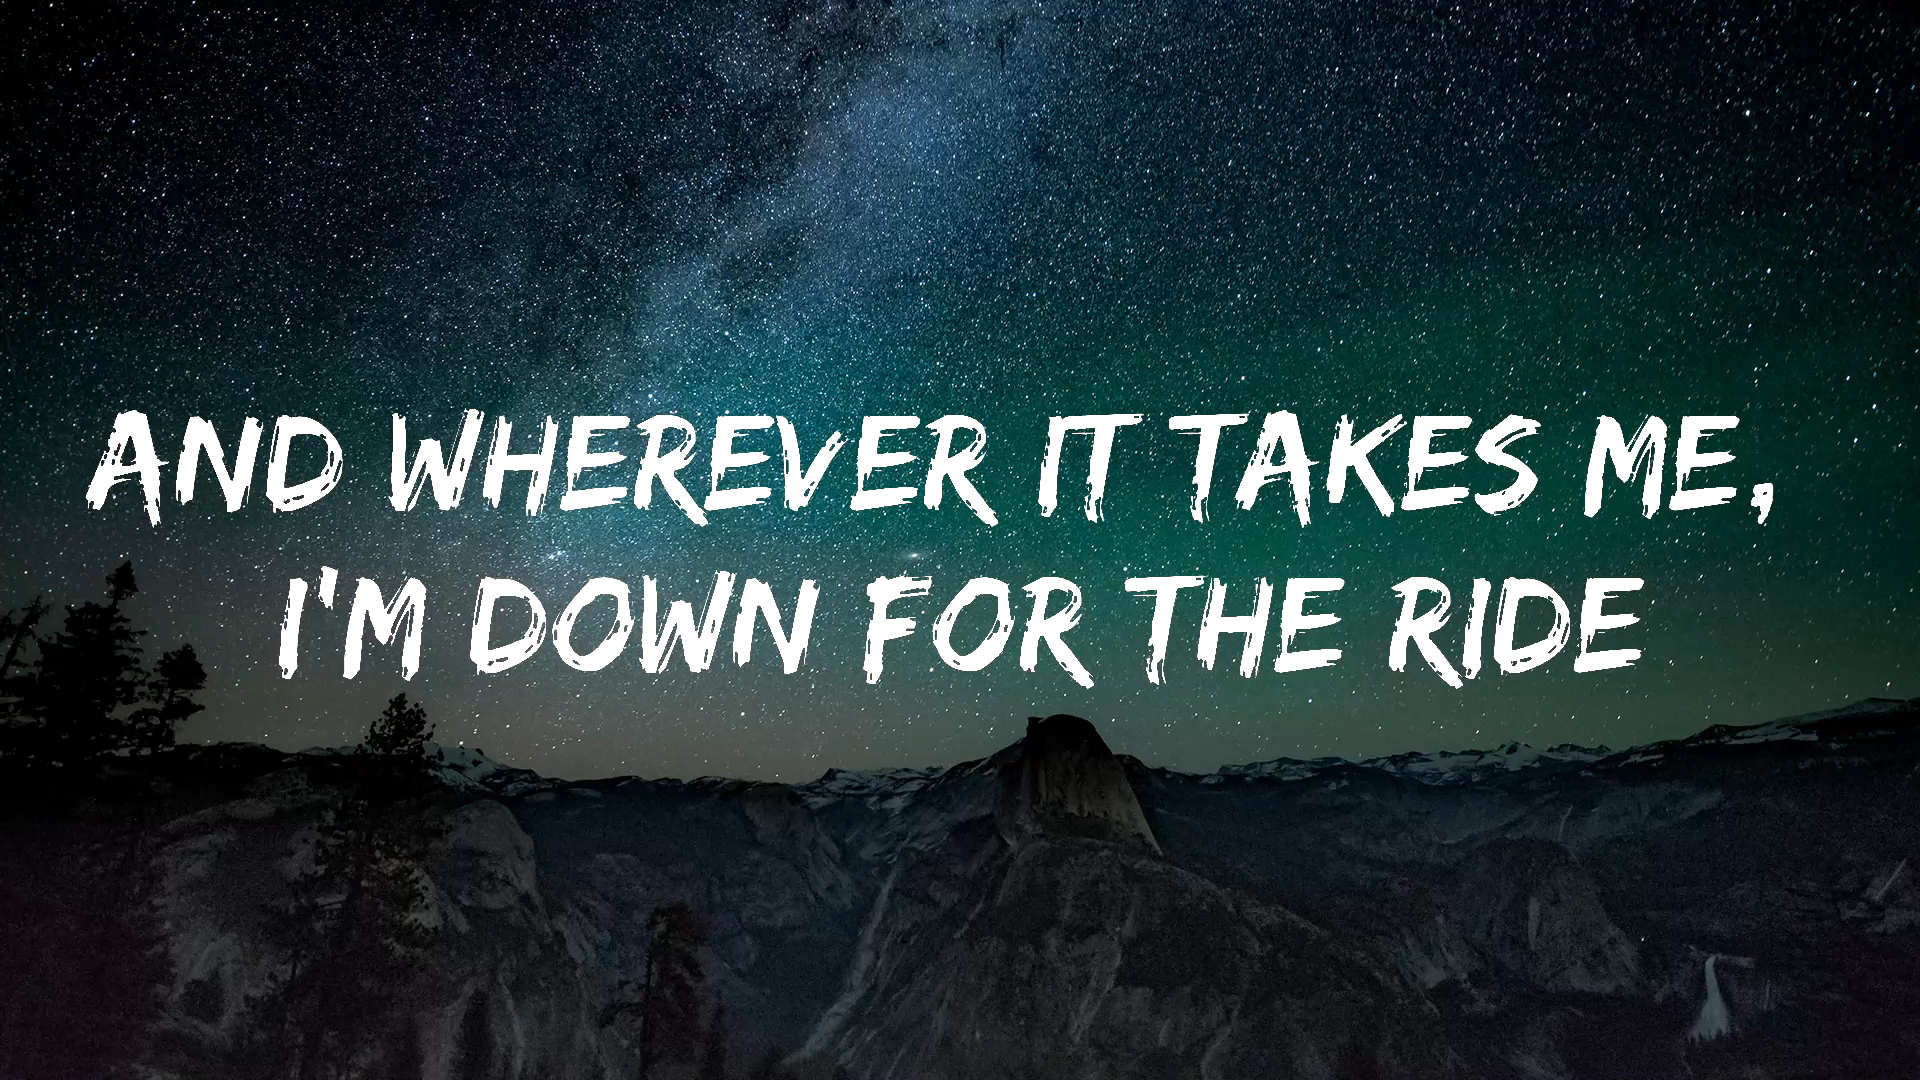 AND WHEREVER IT TAKES ME,
I'M DOWN FOR THE RIDE